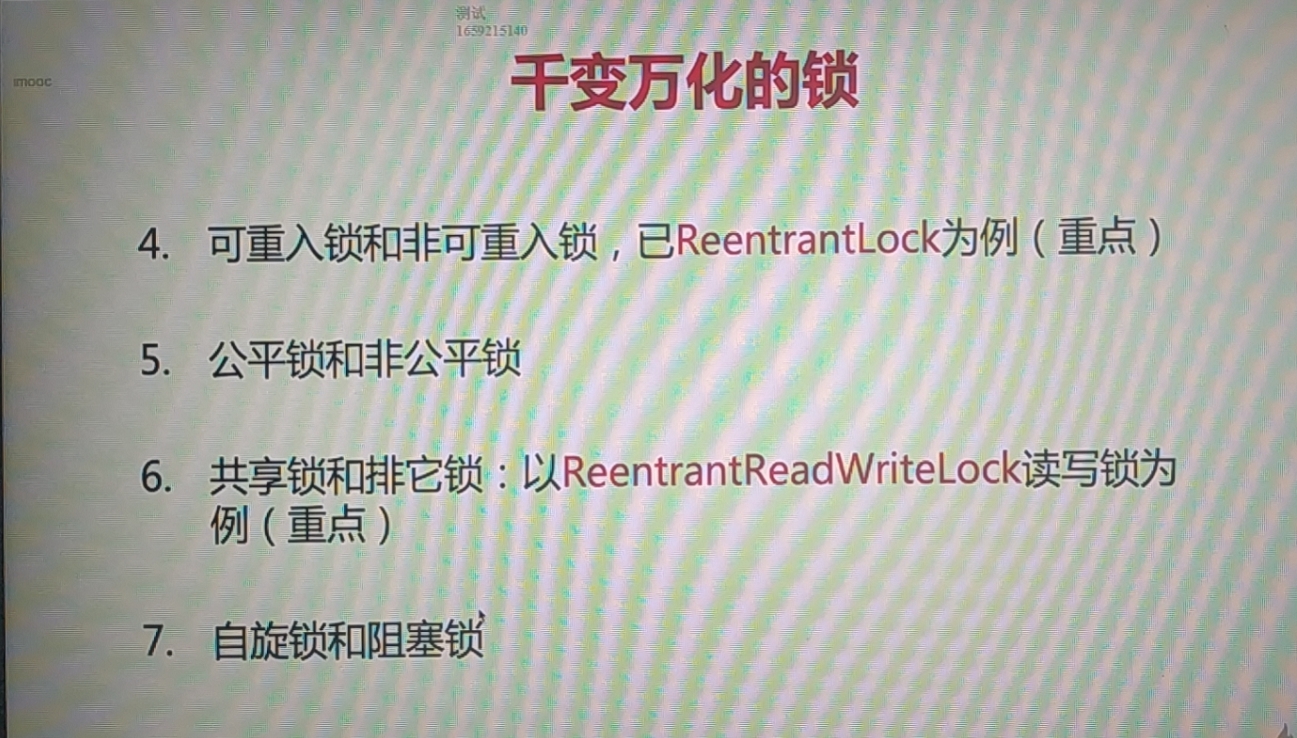 测试
1659215140
imooc
千变万化的锁
4. 可重入锁和非可重入锁，已ReentrantLock为例（重点）
5. 公平锁和非公平锁
6. 共享锁和排它锁：以ReentrantReadWriteLock读写锁为
例（重点）
7. 自旋锁和阻塞锁